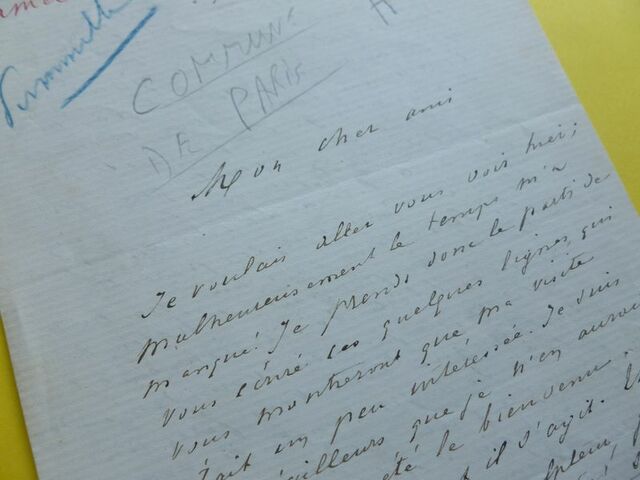 COMMUNE
DE PARIS
Mon cher ami
Je voulais aller vous voir hier;
malheureusement le temps m'a
manqué. Je prends donc le parti de
vous écrire ces quelques lignes, qui
vous montreront que ma visite
était un peu intéressée. Je suis
ailleurs que je n'en aurai
été le bienvenu.
il s'agit.